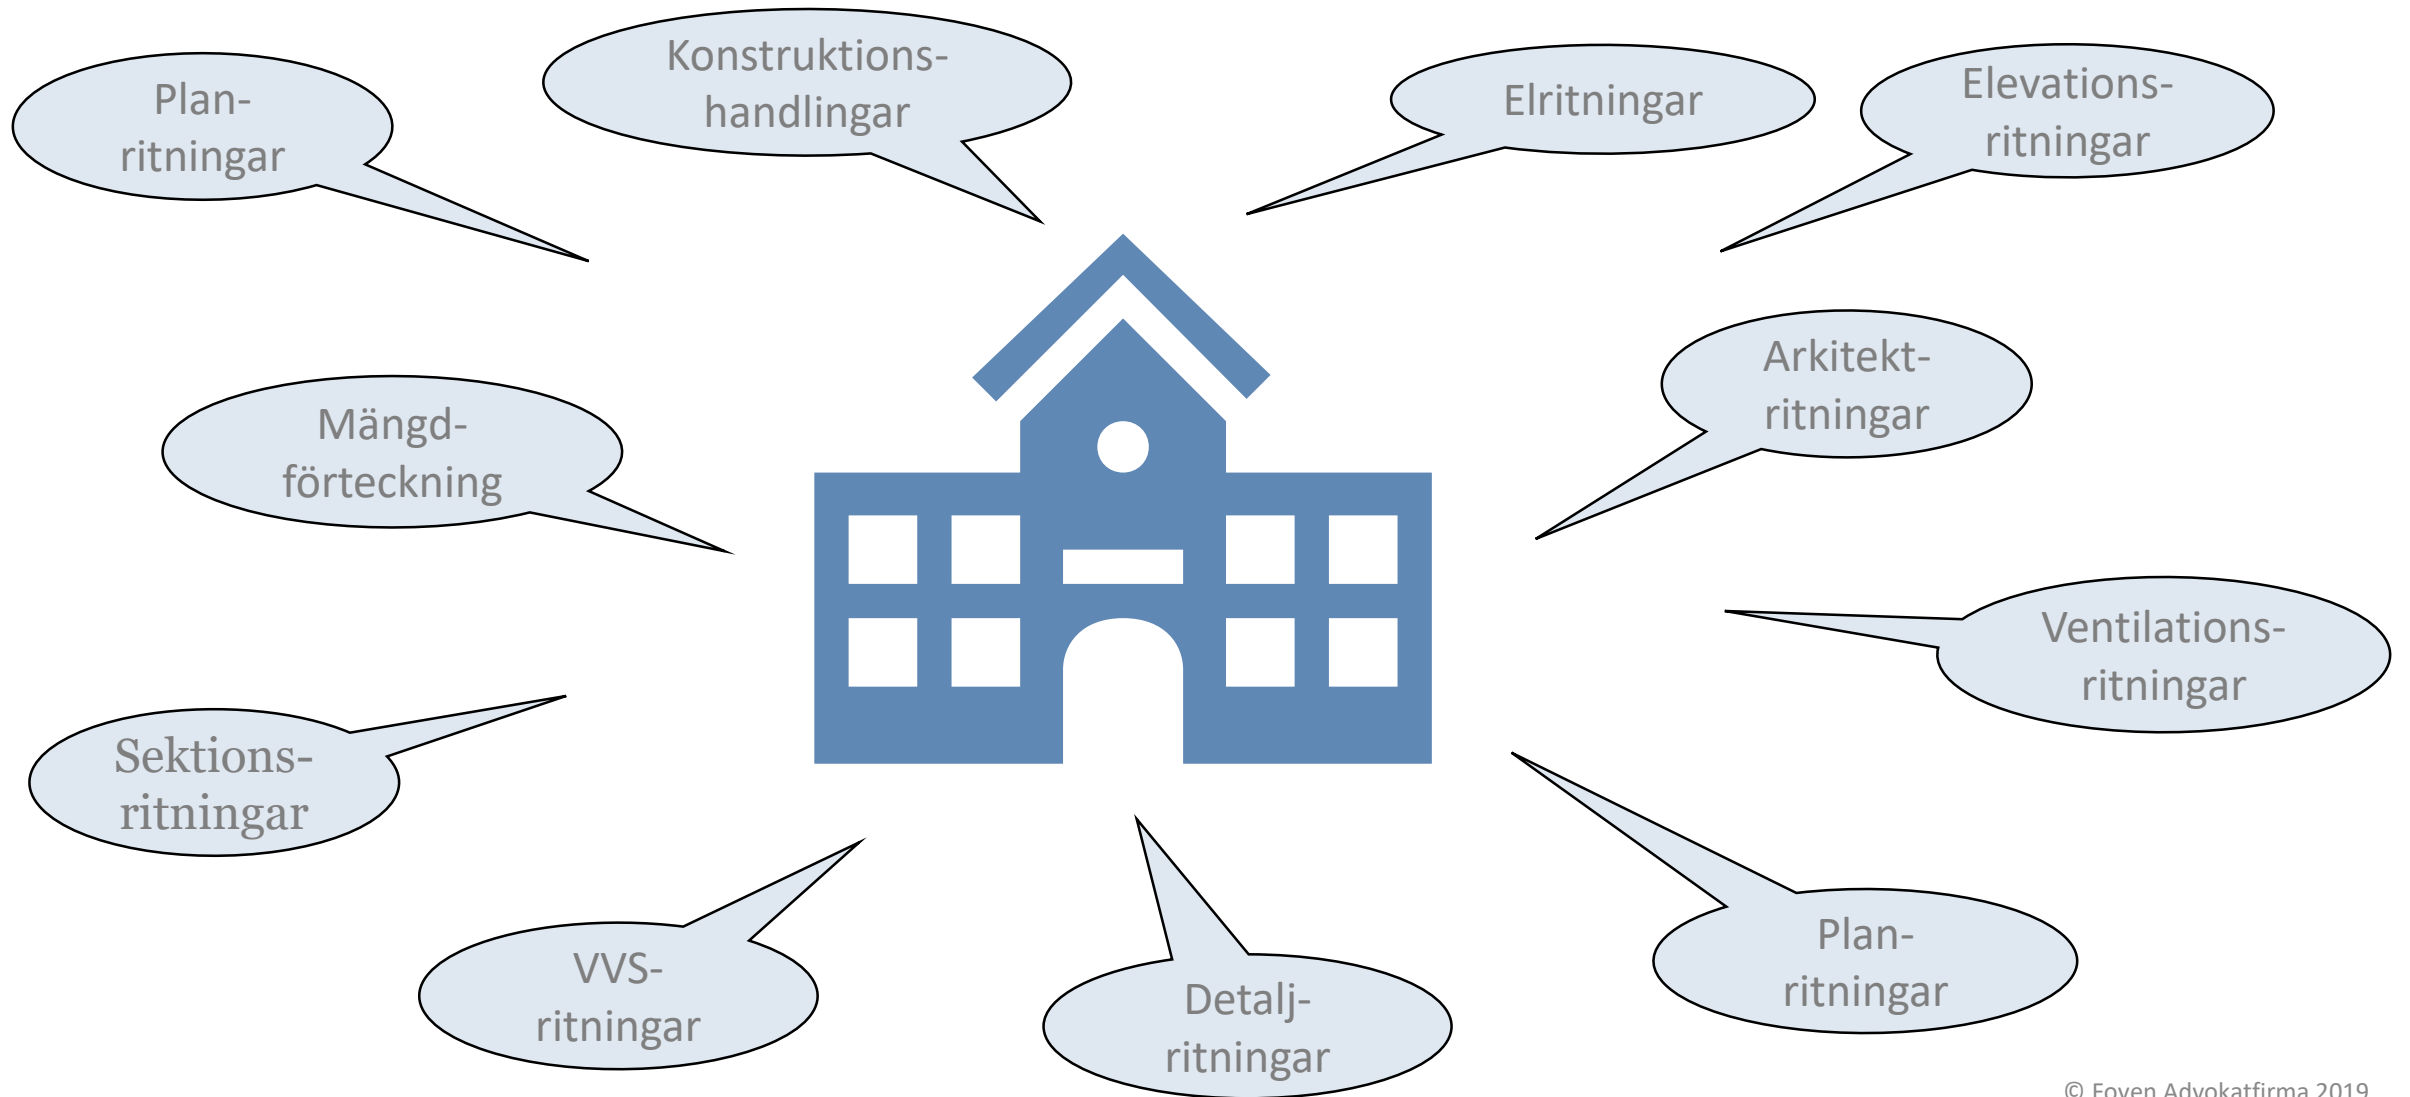 Plan-
ritningar
Konstruktions-
handlingar
Elritningar
Elevations-
ritningar
Mängd-
förteckning
Arkitekt-
ritningar
Ventilations-
ritningar
Sektions-
ritningar
VVS-
ritningar
Detalj-
ritningar
Plan-
ritningar
© Foyen Advokatfirma 2019